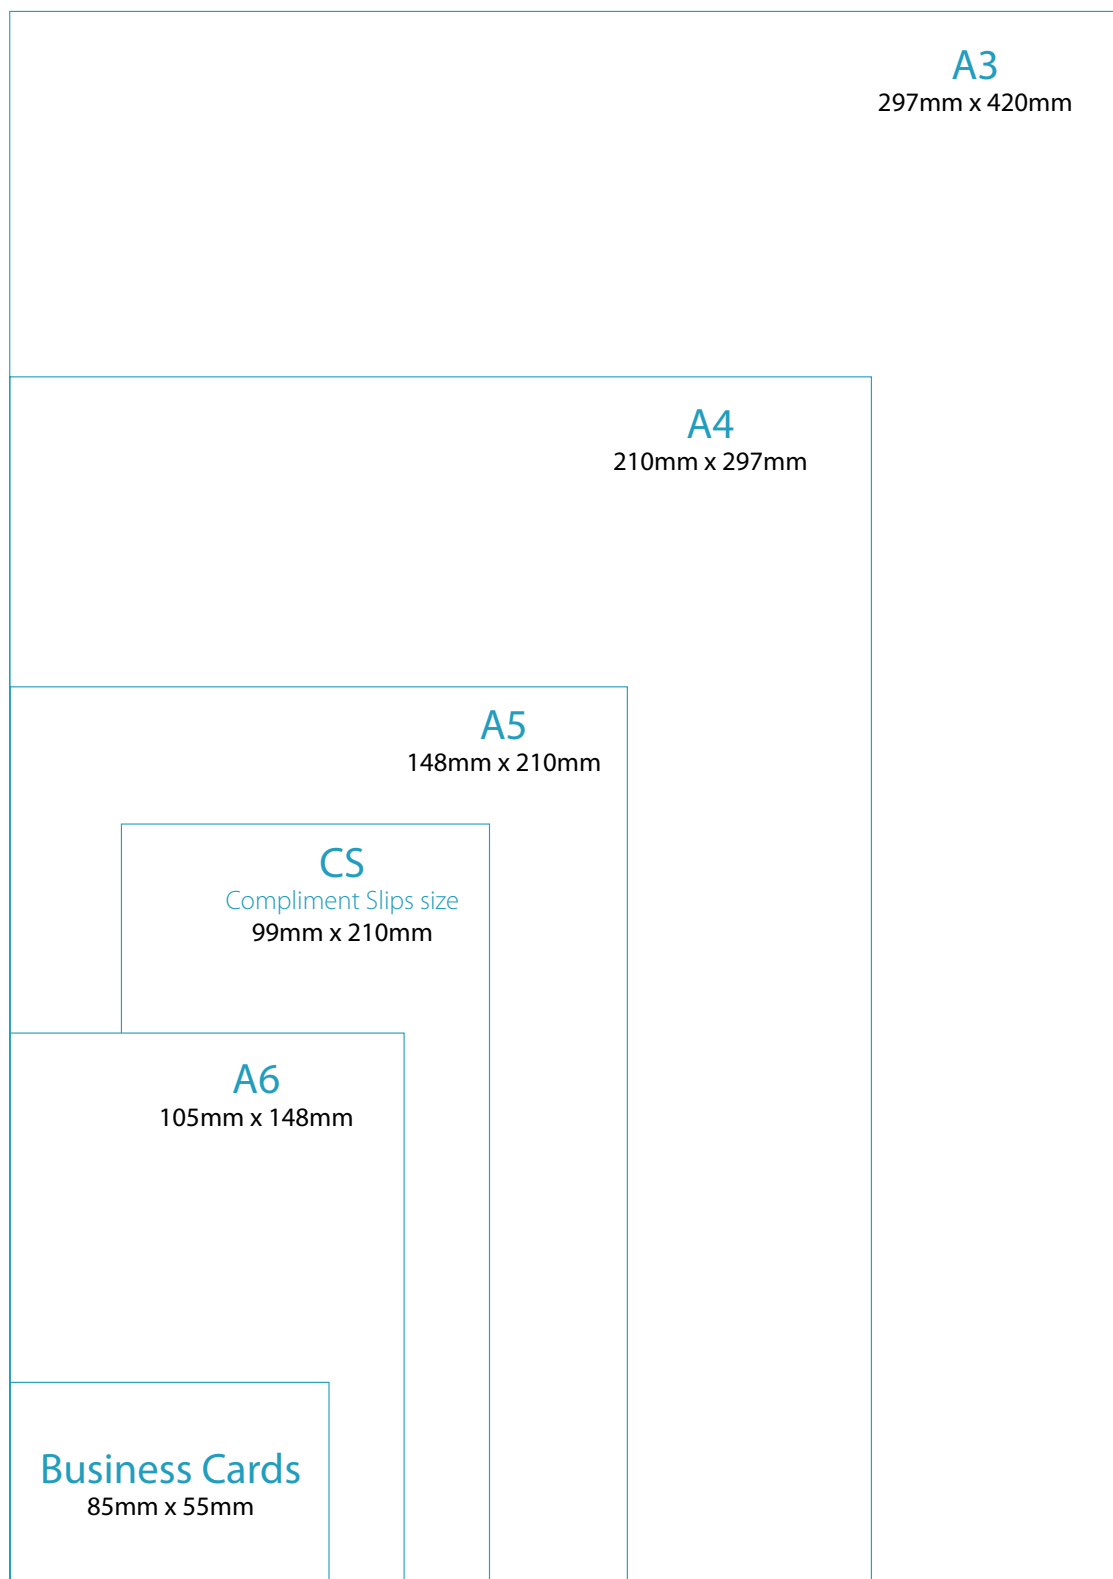 A3
297mm x 420mm
A4
210mm x 297mm
A5
148mm x 210mm
CS
Compliment Slips size
99mm x 210mm
A6
105mm x 148mm
Business Cards
85mm x 55mm